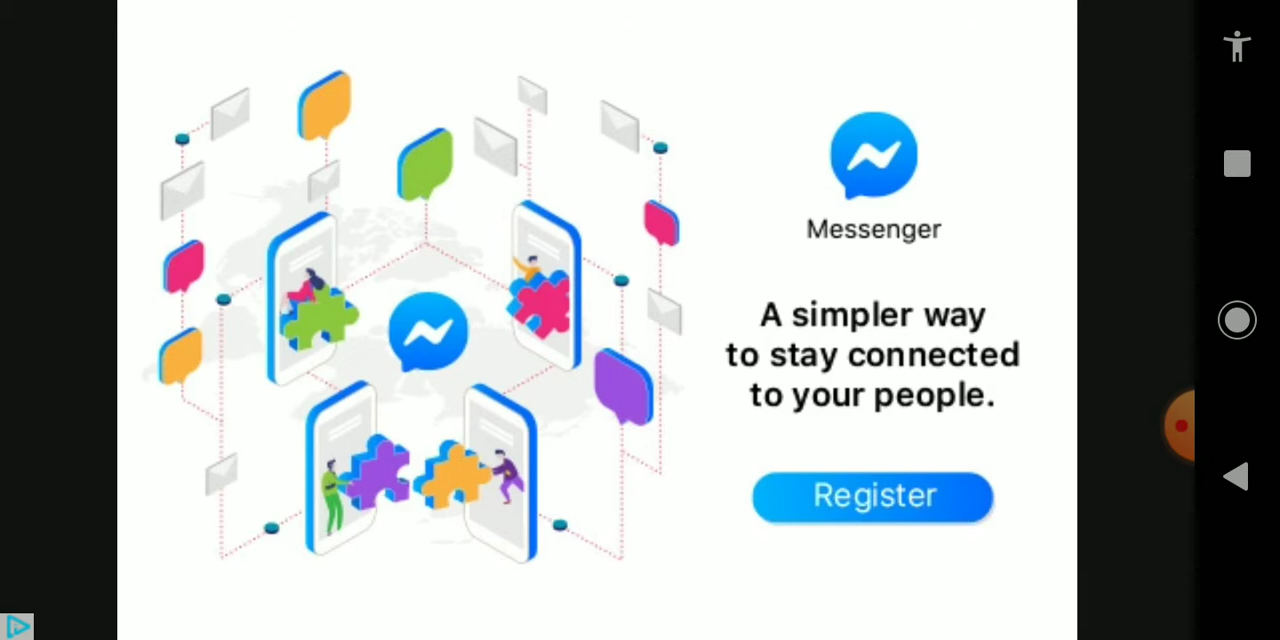 Messenger
A simpler way
to stay connected
to your people.
Register